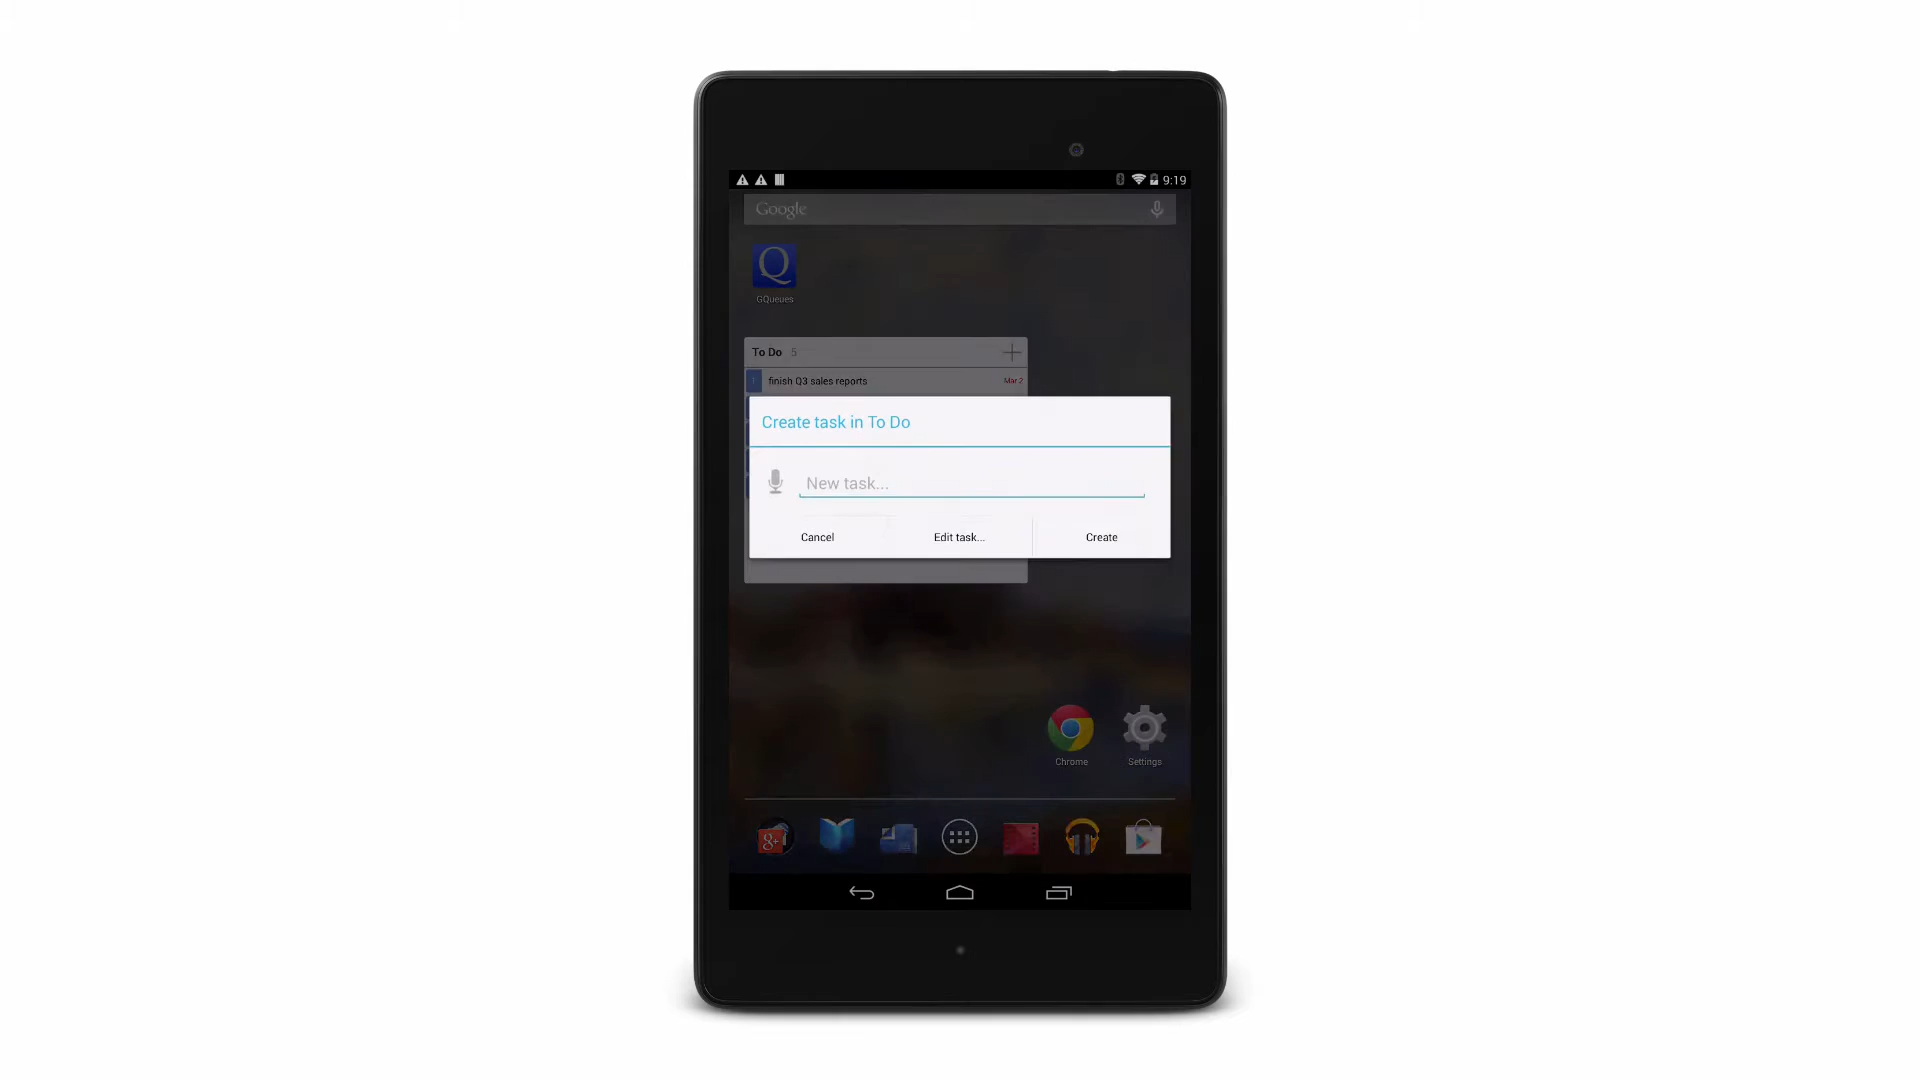 9:19
Google
Q
GQueues
To Do 5
1 finish Q3 sales reports Mar 2
Create task in To Do
New task...
Cancel Edit task... Create
Chrome Settings
g+